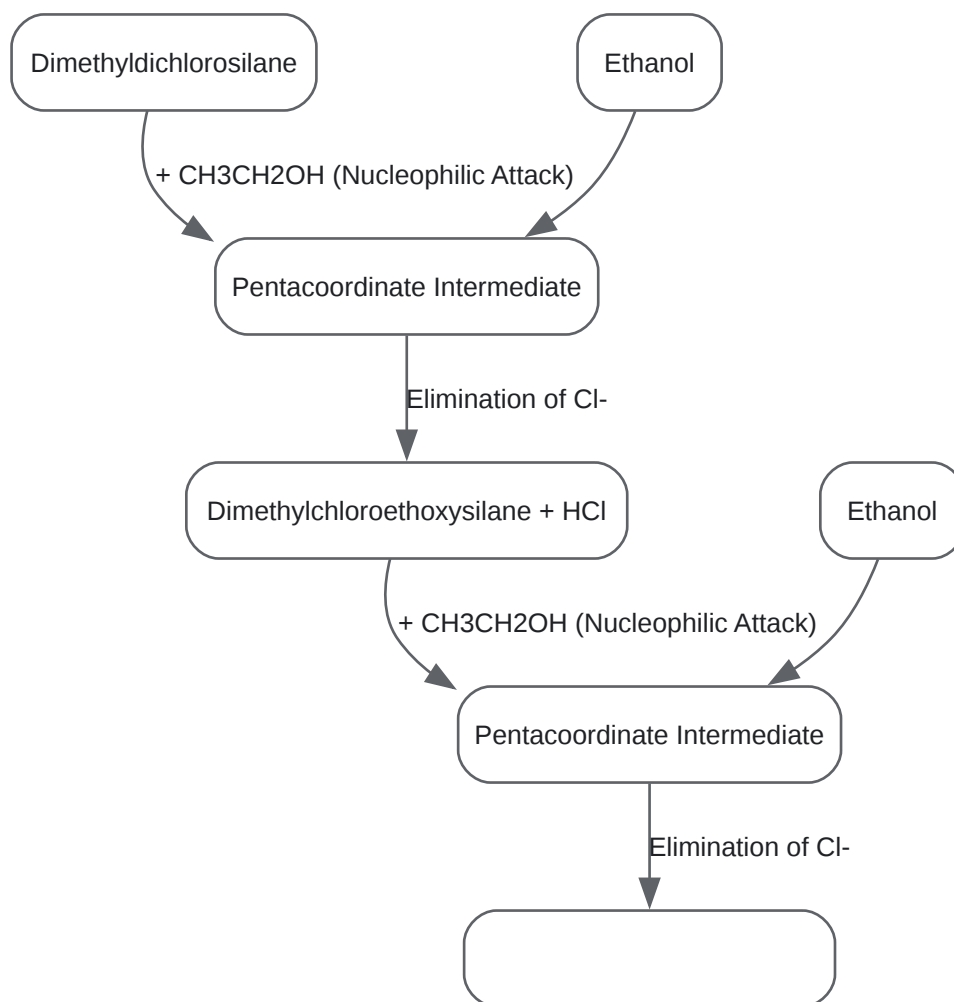 Dimethyldichlorosilane
Ethanol
+ CH3CH2OH (Nucleophilic Attack)
Pentacoordinate Intermediate
Elimination of Cl-
Dimethylchloroethoxysilane + HCl
Ethanol
+ CH3CH2OH (Nucleophilic Attack)
Pentacoordinate Intermediate
Elimination of Cl-